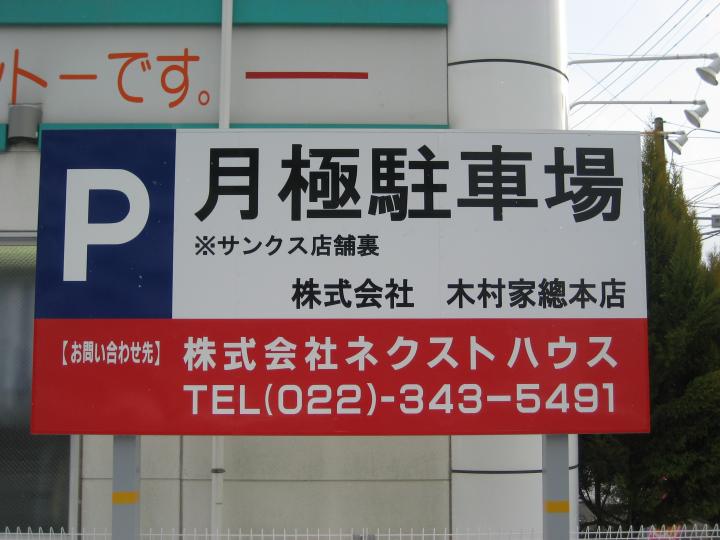 ットーです。
P
月極駐車場
※サンクス店舗裏
株式会社　木村家總本店
【お問い合わせ先】 株式会社ネクストハウス
TEL(022)-343-5491